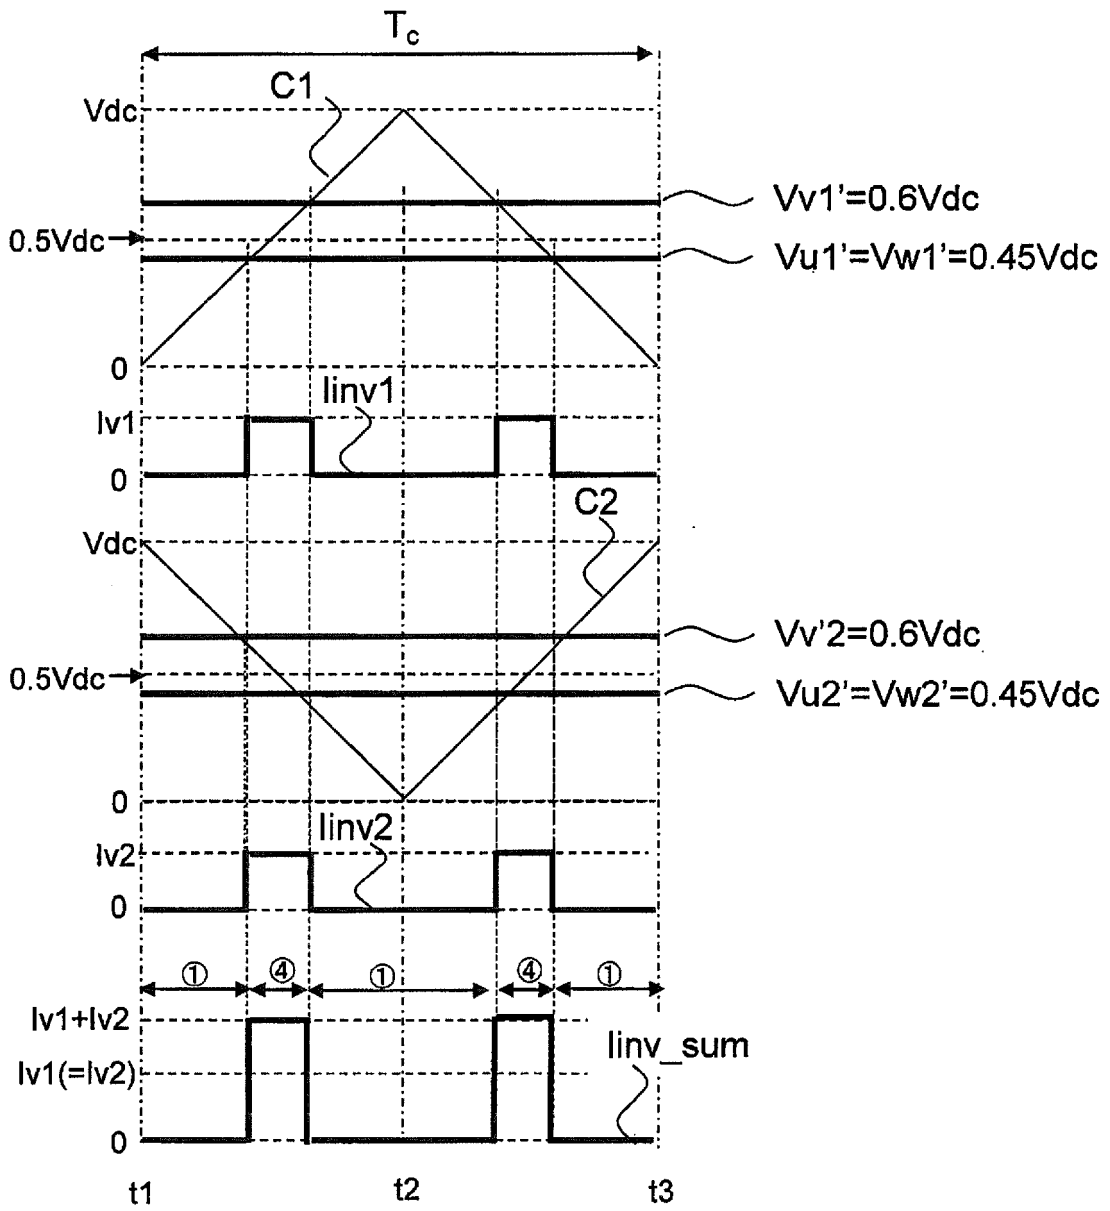 Tc
C1
Vdc
Vv1'=0.6Vdc
0.5Vdc
Vu1'=Vw1'=0.45Vdc
0
Iinv1
Iv1
0
C2
Vdc
Vv'2=0.6Vdc
0.5Vdc
Vu2'=Vw2'=0.45Vdc
0
Iinv2
Iv2
0
① ④ ① ④ ①
Iv1+Iv2
Iinv_sum
Iv1(=Iv2)
0
t1 t2 t3